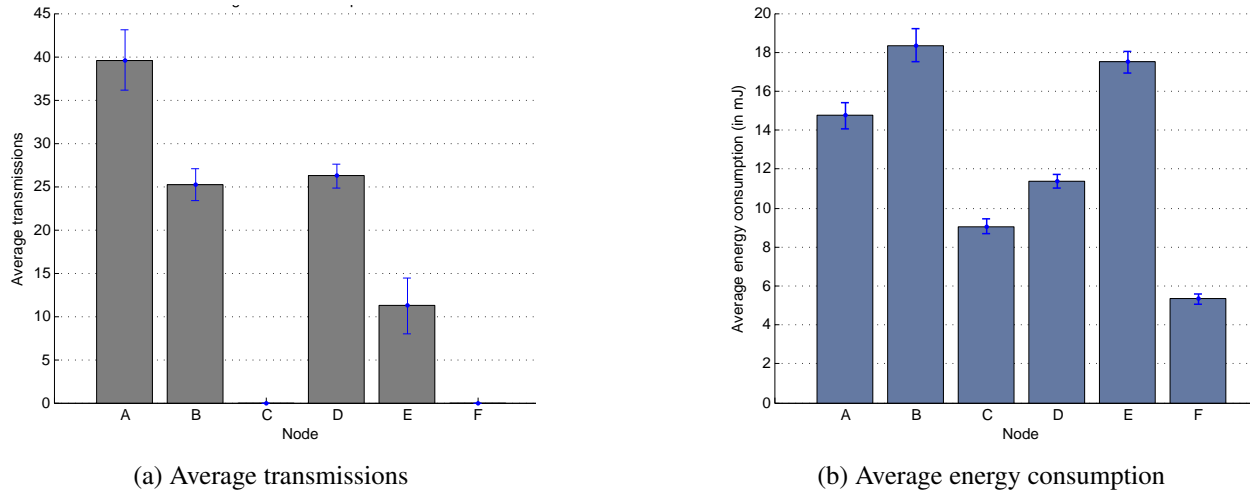 45
40
35
30
25
20
15
10
5
0
Average transmissions
A B C D E F
Node
(a) Average transmissions
20
18
16
14
12
10
8
6
4
2
0
Average energy consumption (in mJ)
A B C D E F
Node
(b) Average energy consumption